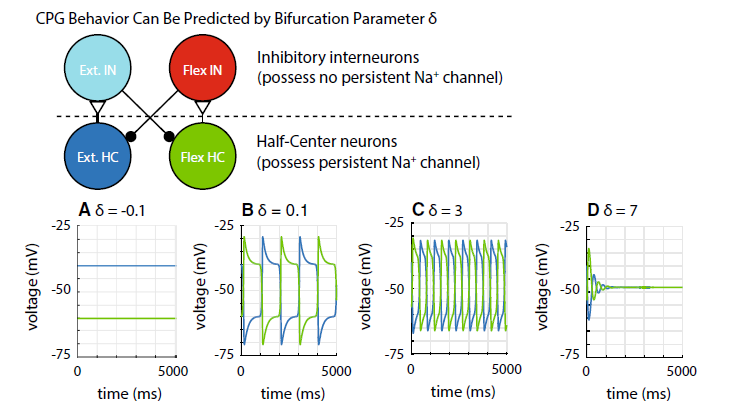 CPG Behavior Can Be Predicted by Bifurcation Parameter δ
Ext. IN
Flex IN
Inhibitory interneurons
(possess no persistent Na⁺ channel)
Ext. HC
Flex HC
Half-Center neurons
(possess persistent Na⁺ channel)
A δ = -0.1
-25
-50
-75
voltage (mV)
0
5000
time (ms)
B δ = 0.1
-25
-50
-75
voltage (mV)
0
5000
time (ms)
C δ = 3
-25
-50
-75
voltage (mV)
0
5000
time (ms)
D δ = 7
-25
-50
-75
voltage (mV)
0
5000
time (ms)